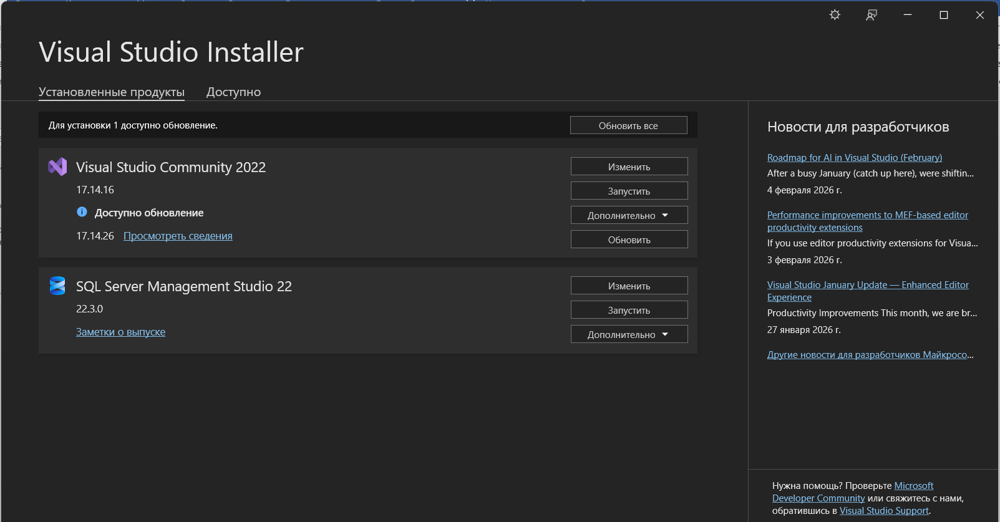 Visual Studio Installer
Установленные продукты
Доступно
Для установки 1 доступно обновление.
Обновить все
Visual Studio Community 2022
17.14.16
Доступно обновление
17.14.26 Просмотреть сведения
Изменить
Запустить
Дополнительно
Обновить
SQL Server Management Studio 22
22.3.0
Заметки о выпуске
Изменить
Запустить
Дополнительно
Новости для разработчиков
Roadmap for AI in Visual Studio (February)
After a busy January (catch up here), were shiftin...
4 февраля 2026 г.
Performance improvements to MEF-based editor
productivity extensions
If you use editor productivity extensions for Visua...
3 февраля 2026 г.
Visual Studio January Update — Enhanced Editor
Experience
Productivity Improvements This month, we are br...
27 января 2026 г.
Другие новости для разработчиков Майкросо...
Нужна помощь? Проверьте Microsoft
Developer Community или свяжитесь с нами,
обратившись в Visual Studio Support.